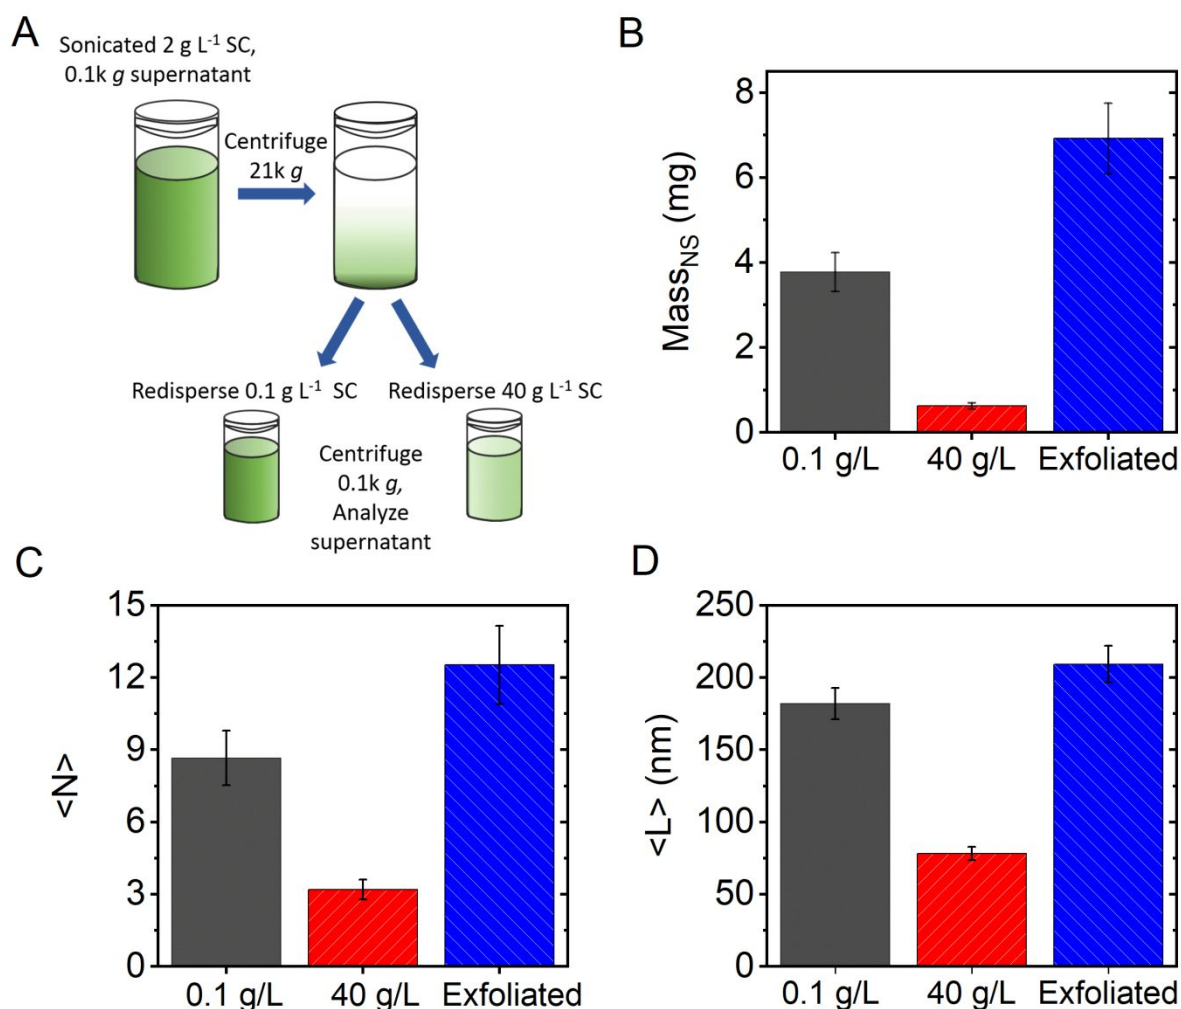 A
Sonicated 2 g L⁻¹ SC,
0.1k g supernatant
Centrifuge
21k g
Redisperse 0.1 g L⁻¹ SC
Redisperse 40 g L⁻¹ SC
Centrifuge
0.1k g,
Analyze
supernatant
B
Mass_NS (mg)
8
6
4
2
0
0.1 g/L
40 g/L
Exfoliated
C
<N>
15
12
9
6
3
0
0.1 g/L
40 g/L
Exfoliated
D
<L> (nm)
250
200
150
100
50
0
0.1 g/L
40 g/L
Exfoliated